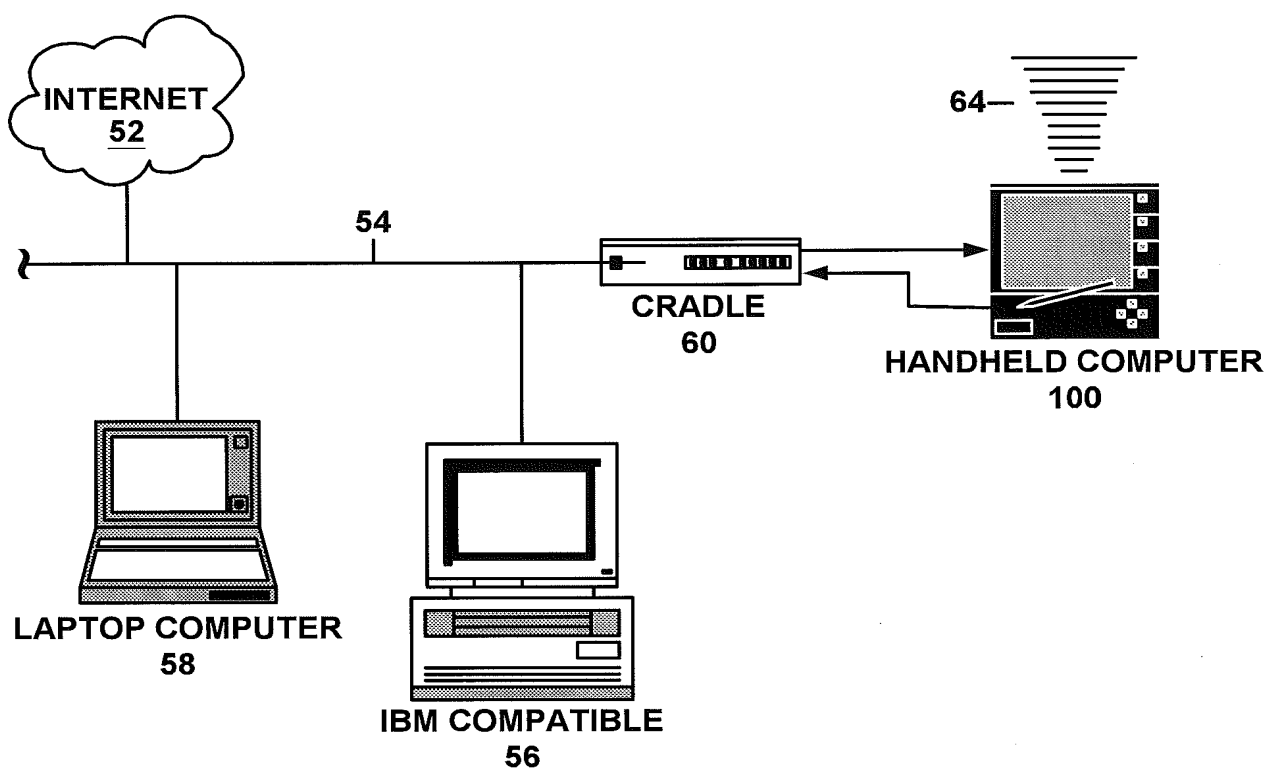 INTERNET
52
64
54
CRADLE
60
HANDHELD COMPUTER
100
LAPTOP COMPUTER
58
IBM COMPATIBLE
56